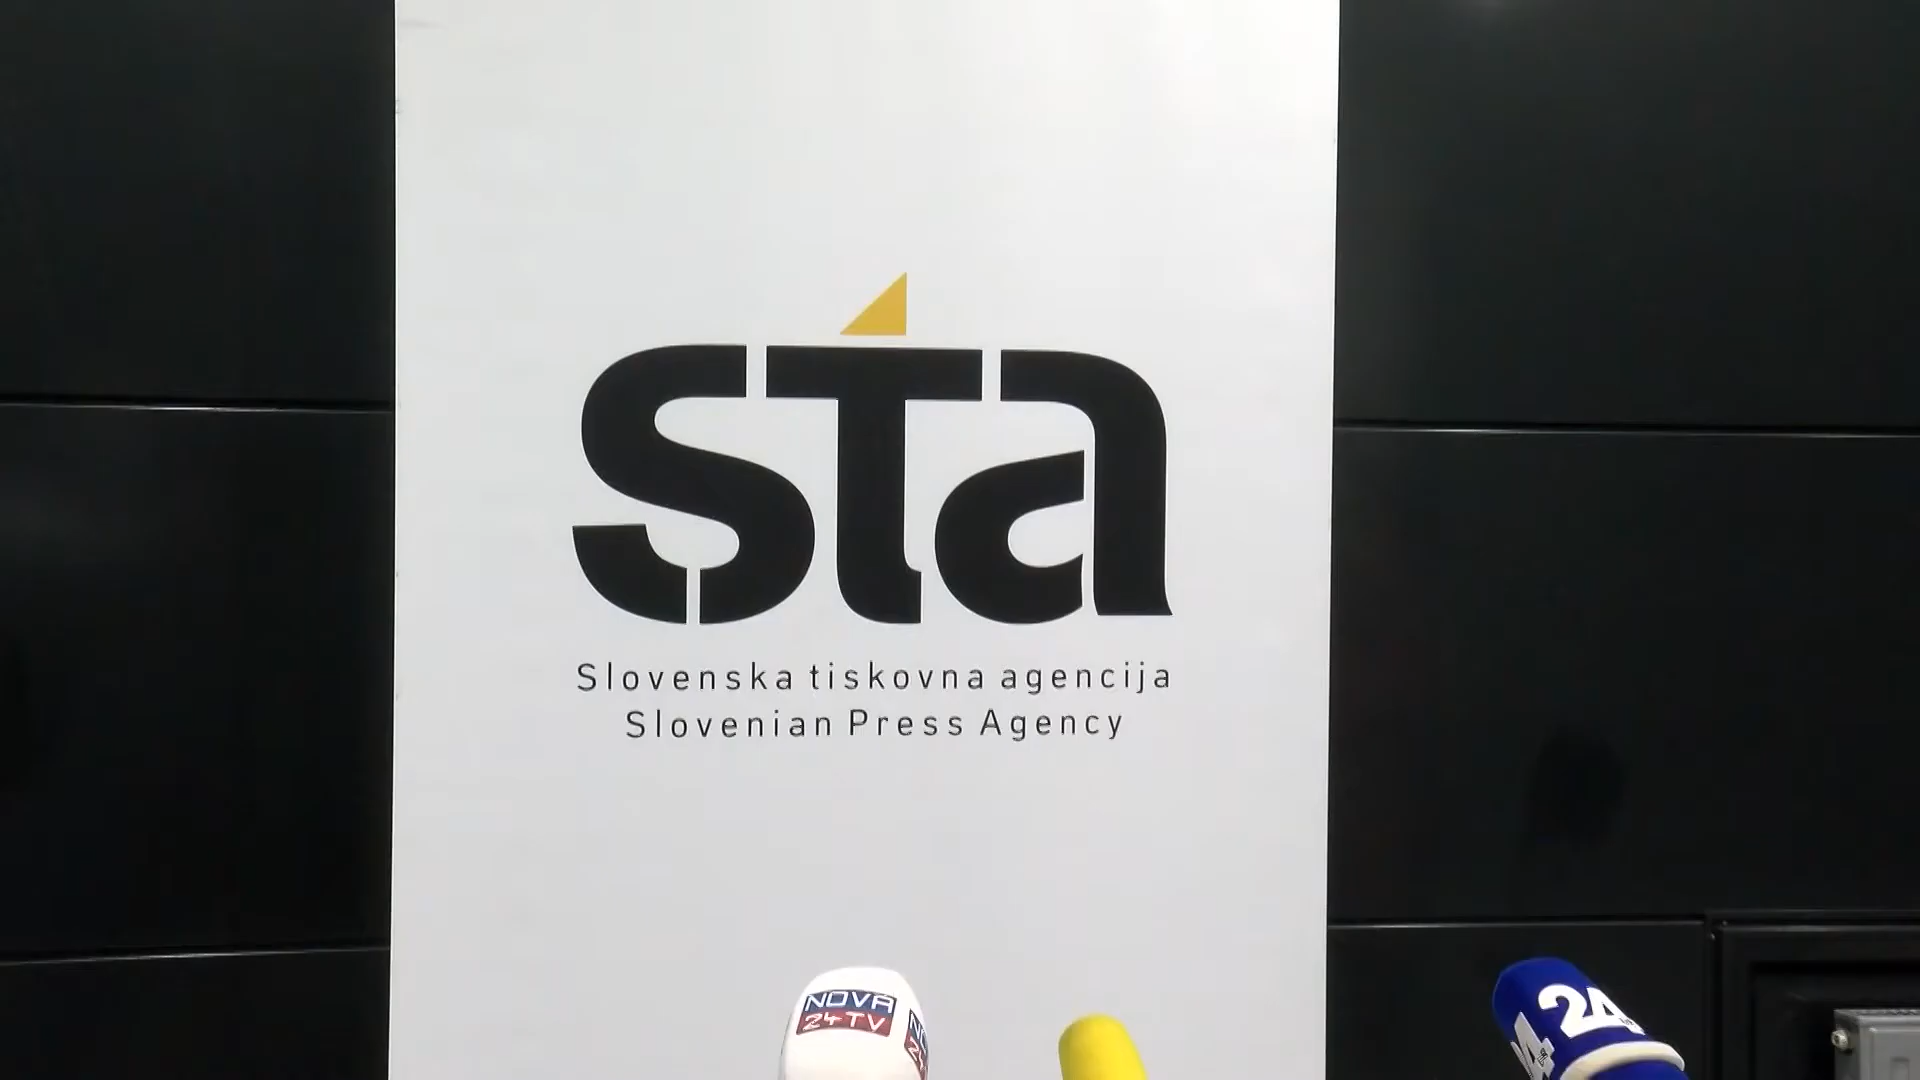 sta
Slovenska tiskovna agencija
Slovenian Press Agency
NOVA
24TV
24